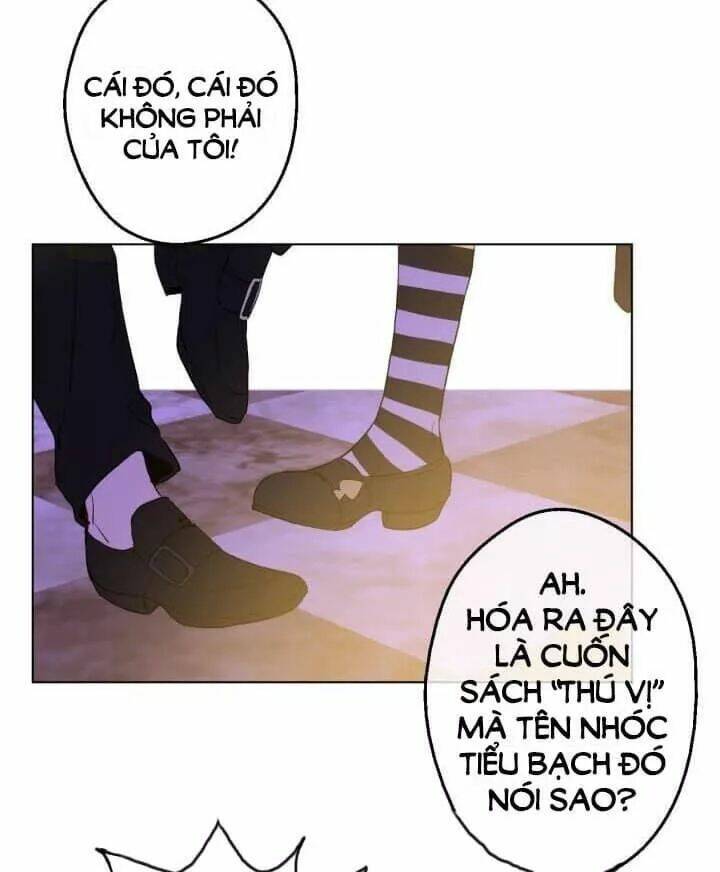 CÁI ĐÓ, CÁI ĐÓ
KHÔNG PHẢI
CỦA TÔI!
AH.
HÓA RA ĐÂY
LÀ CUỐN
SÁCH "THÚ VỊ"
MÀ TÊN NHÓC
TIỂU BẠCH ĐÓ
NÓI SAO?